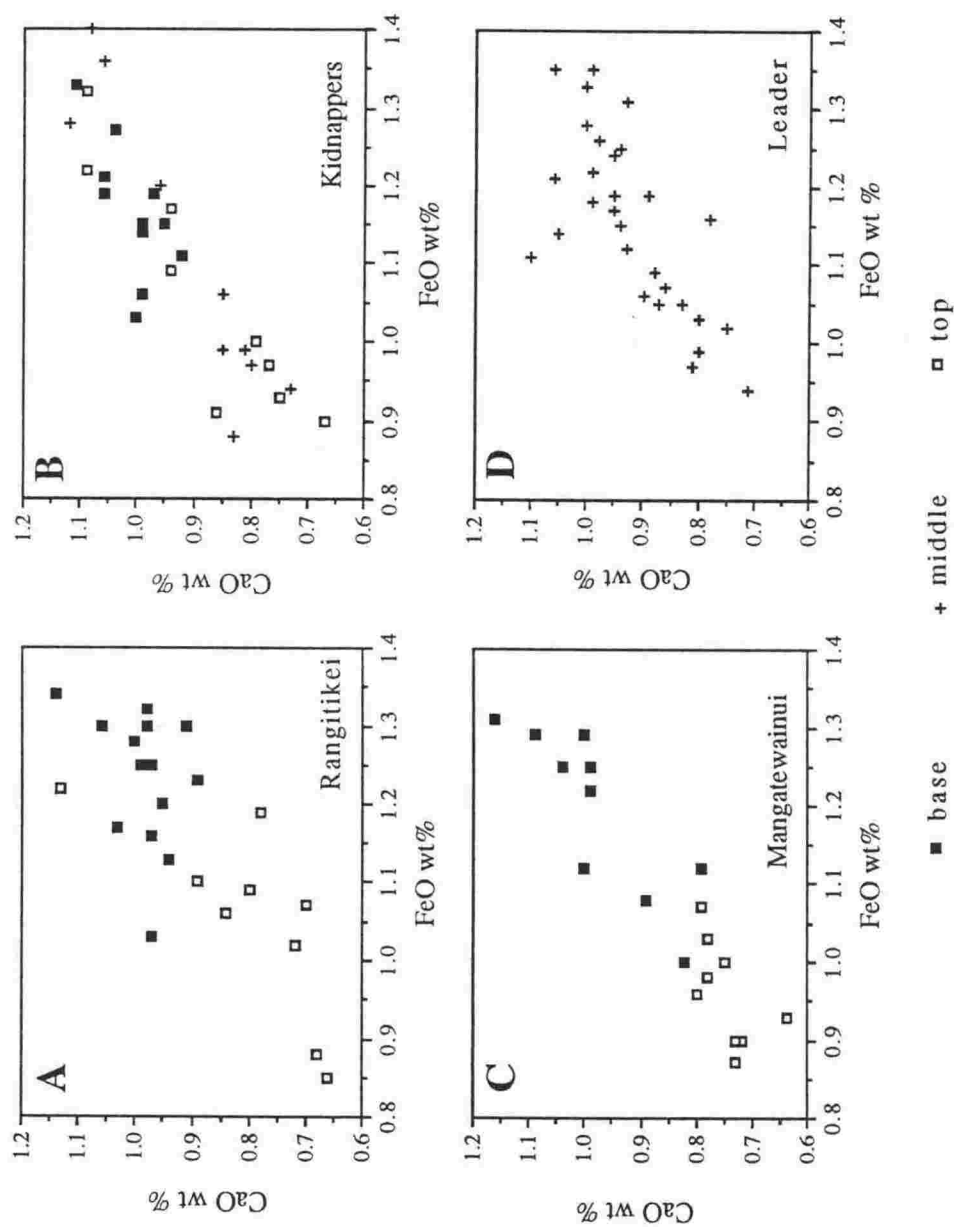 A
Rangitikei
CaO wt %
1.2
1.1
1.0
0.9
0.8
0.7
0.6
0.8 0.9 1.0 1.1 1.2 1.3 1.4
FeO wt%
B
Kidnappers
CaO wt %
1.2
1.1
1.0
0.9
0.8
0.7
0.6
0.8 0.9 1.0 1.1 1.2 1.3 1.4
FeO wt%
C
Mangatewainui
CaO wt %
1.2
1.1
1.0
0.9
0.8
0.7
0.6
0.8 0.9 1.0 1.1 1.2 1.3 1.4
FeO wt%
D
Leader
CaO wt %
1.2
1.1
1.0
0.9
0.8
0.7
0.6
0.8 0.9 1.0 1.1 1.2 1.3 1.4
FeO wt %
base middle top